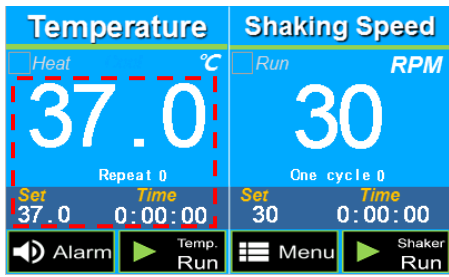 Temperature
Heat °C
37.0
Repeat 0
Set Time
37.0 0:00:00
Alarm
Temp. Run
Shaking Speed
Run RPM
30
One cycle 0
Set Time
30 0:00:00
Menu
Shaker Run